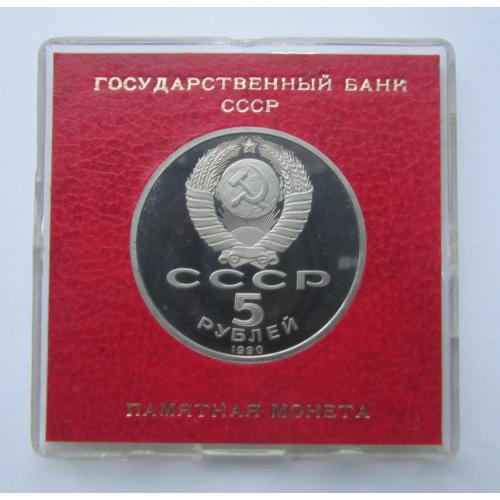 ГОСУДАРСТВЕННЫЙ БАНК
СССР
СССР
5
РУБЛЕЙ
1990
ПАМЯТНАЯ МОНЕТА